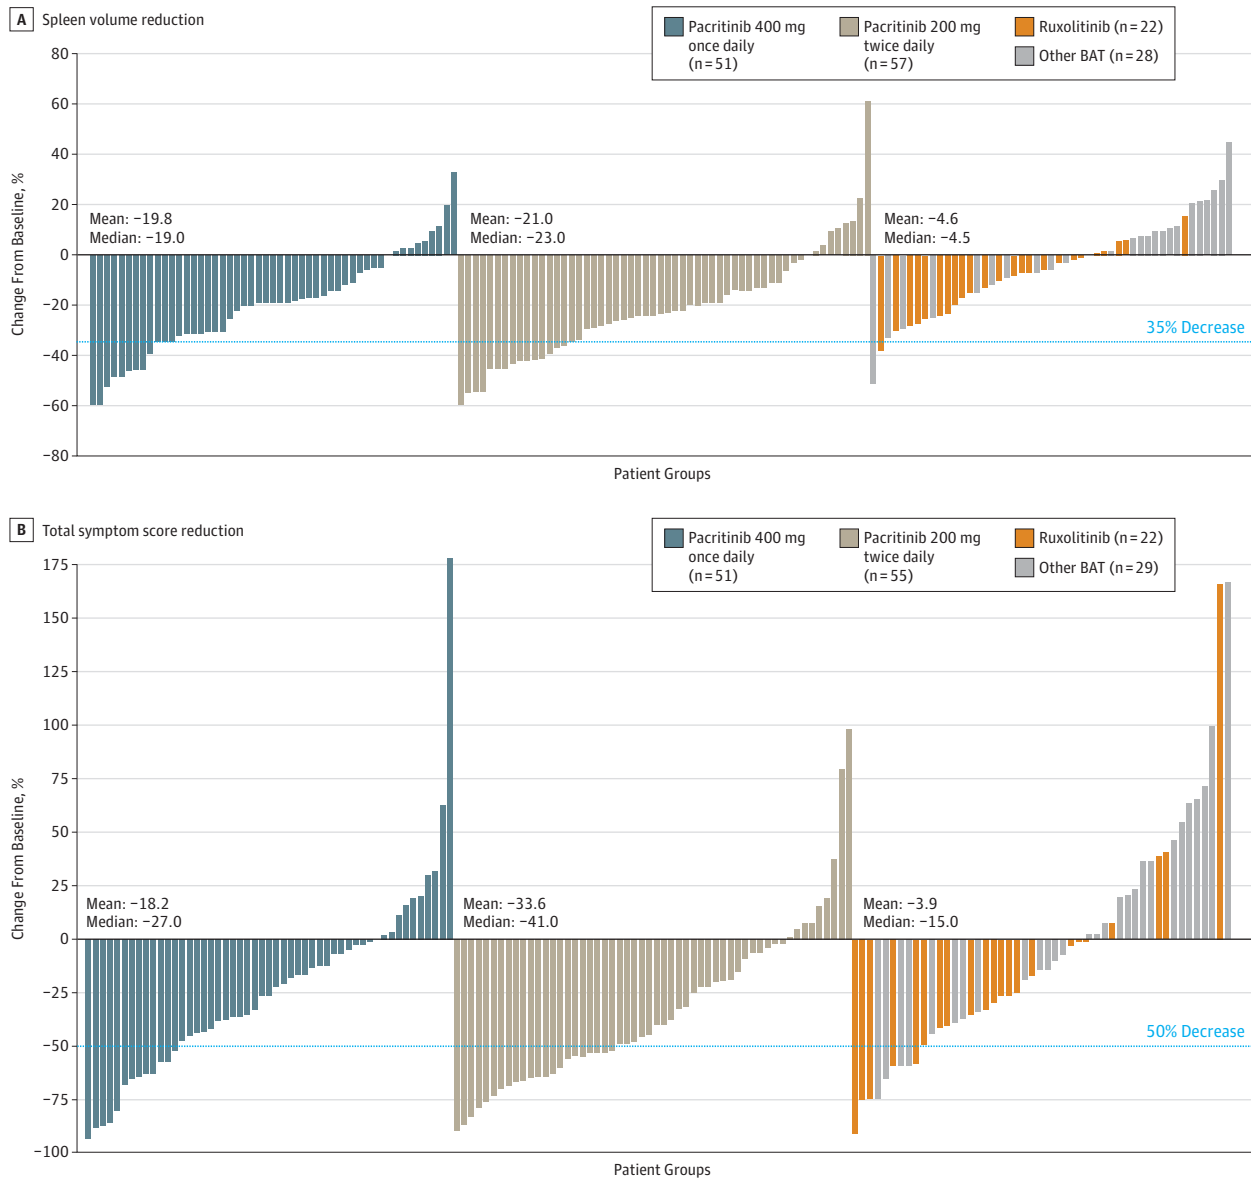 A Spleen volume reduction
Pacritinib 400 mg
once daily
(n=51)
Pacritinib 200 mg
twice daily
(n=57)
Ruxolitinib (n=22)
Other BAT (n=28)
80
60
40
20
0
−20
−40
−60
−80
Change From Baseline, %
Mean: −19.8
Median: −19.0
Mean: −21.0
Median: −23.0
Mean: −4.6
Median: −4.5
35% Decrease
Patient Groups
B Total symptom score reduction
Pacritinib 400 mg
once daily
(n=51)
Pacritinib 200 mg
twice daily
(n=55)
Ruxolitinib (n=22)
Other BAT (n=29)
175
150
125
100
75
50
25
0
−25
−50
−75
−100
Change From Baseline, %
Mean: −18.2
Median: −27.0
Mean: −33.6
Median: −41.0
Mean: −3.9
Median: −15.0
50% Decrease
Patient Groups